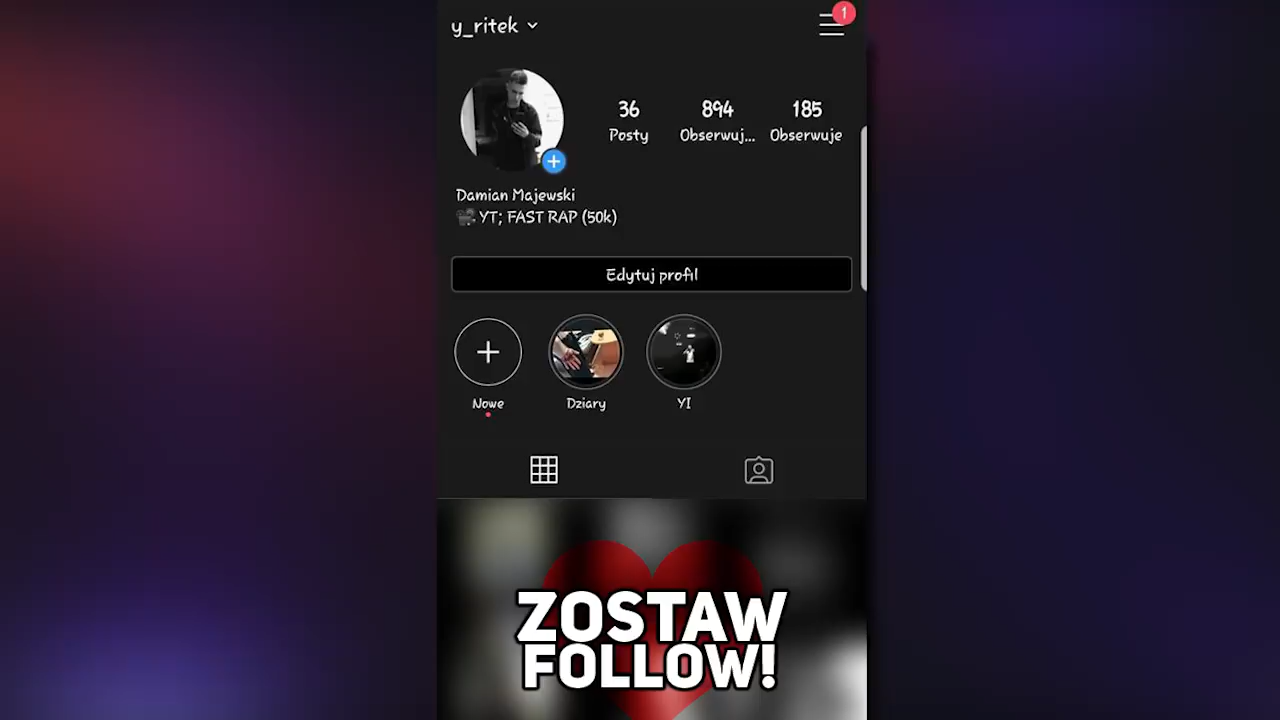 y_ritek
1
36
894
185
Posty
Obserwuj...
Obserwuje
Damian Majewski
YT; FAST RAP (50k)
Edytuj profil
Nowe
Dziary
YI
ZOSTAW
FOLLOW!